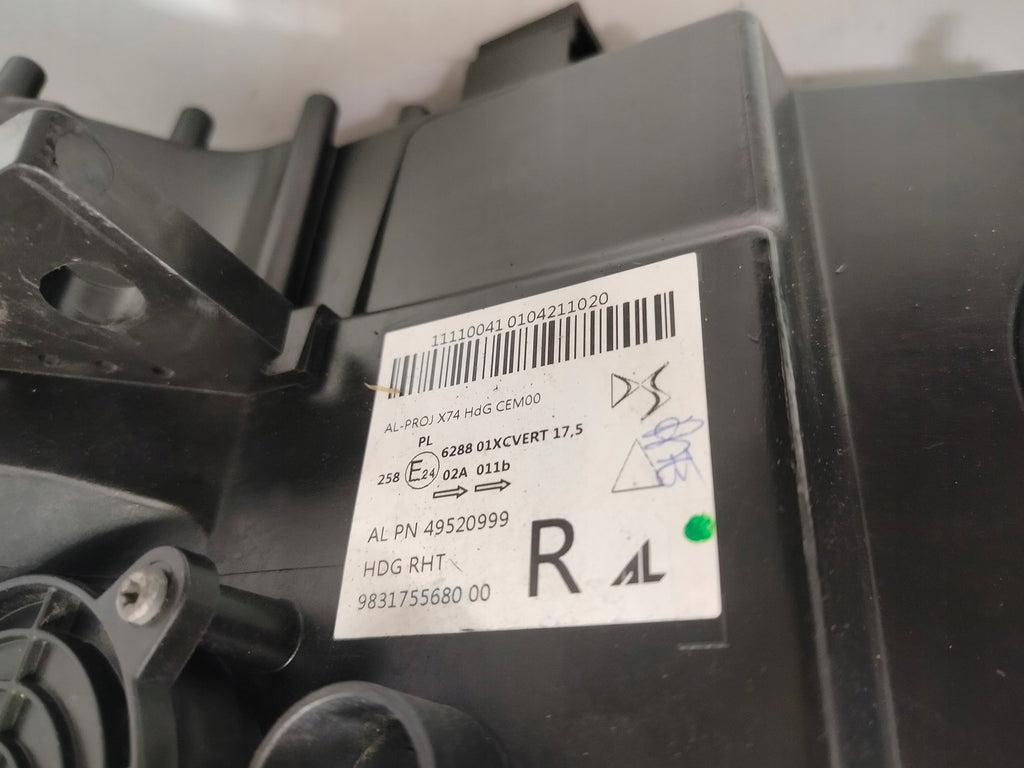 11110041 0104211020
AL-PROJ X74 HdG CEM00
DS
PL
6288 01XCVERT 17,5
258 E24 02A 011b
AL PN 49520999
HDG RHT
R AL
9831755680 00